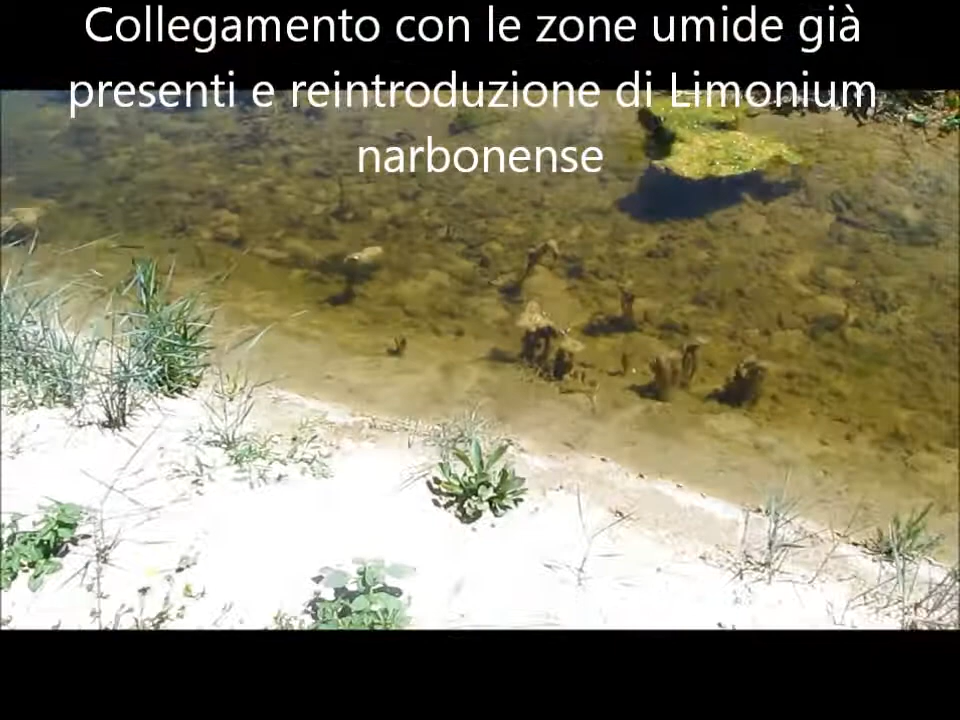 Collegamento con le zone umide già
presenti e reintroduzione di Limonium
narbonense